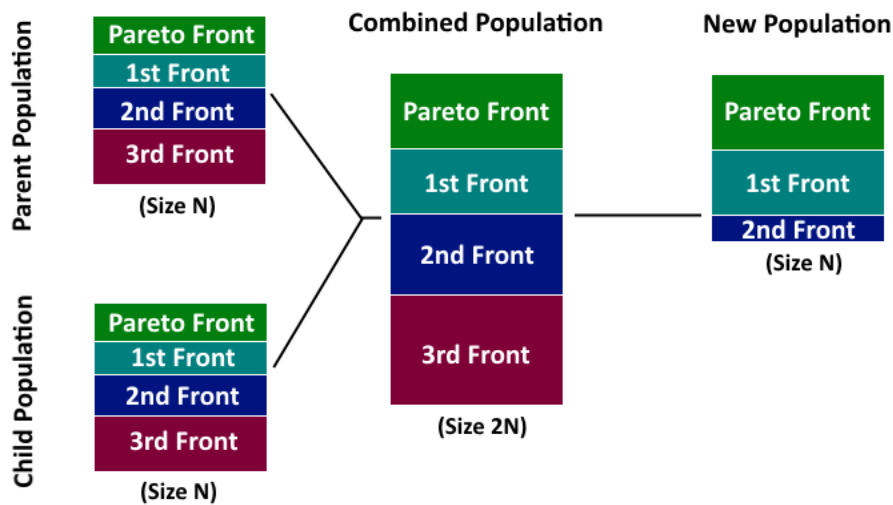 Parent Population
Pareto Front
1st Front
2nd Front
3rd Front
(Size N)
Child Population
Pareto Front
1st Front
2nd Front
3rd Front
(Size N)
Combined Population
Pareto Front
1st Front
2nd Front
3rd Front
(Size 2N)
New Population
Pareto Front
1st Front
2nd Front
(Size N)